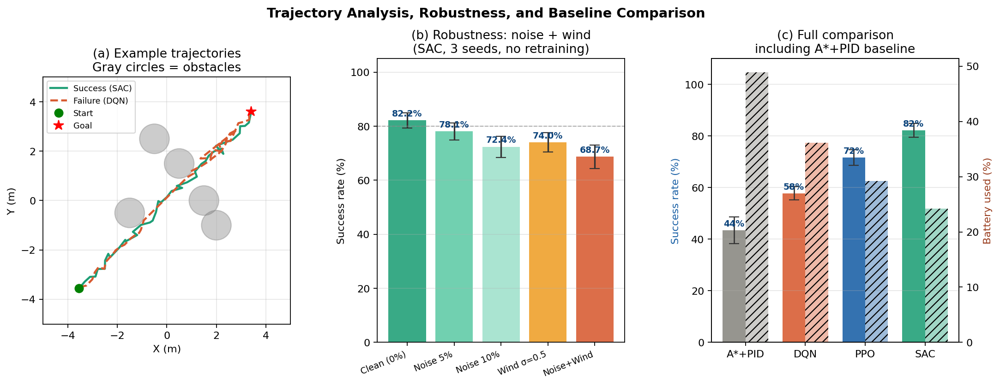 Trajectory Analysis, Robustness, and Baseline Comparison
(a) Example trajectories
Gray circles = obstacles
Success (SAC)
Failure (DQN)
Start
Goal
4
2
0
−2
−4
Y (m)
−4
−2
0
2
4
X (m)
(b) Robustness: noise + wind
(SAC, 3 seeds, no retraining)
100
80
60
40
20
0
Success rate (%)
82.2%
78.1%
72.4%
74.0%
68.7%
Clean (0%)
Noise 5%
Noise 10%
Wind σ=0.5
Noise+Wind
(c) Full comparison
including A*+PID baseline
100
80
60
40
20
0
Success rate (%)
44%
58%
72%
82%
A*+PID
DQN
PPO
SAC
50
40
30
20
10
0
Battery used (%)